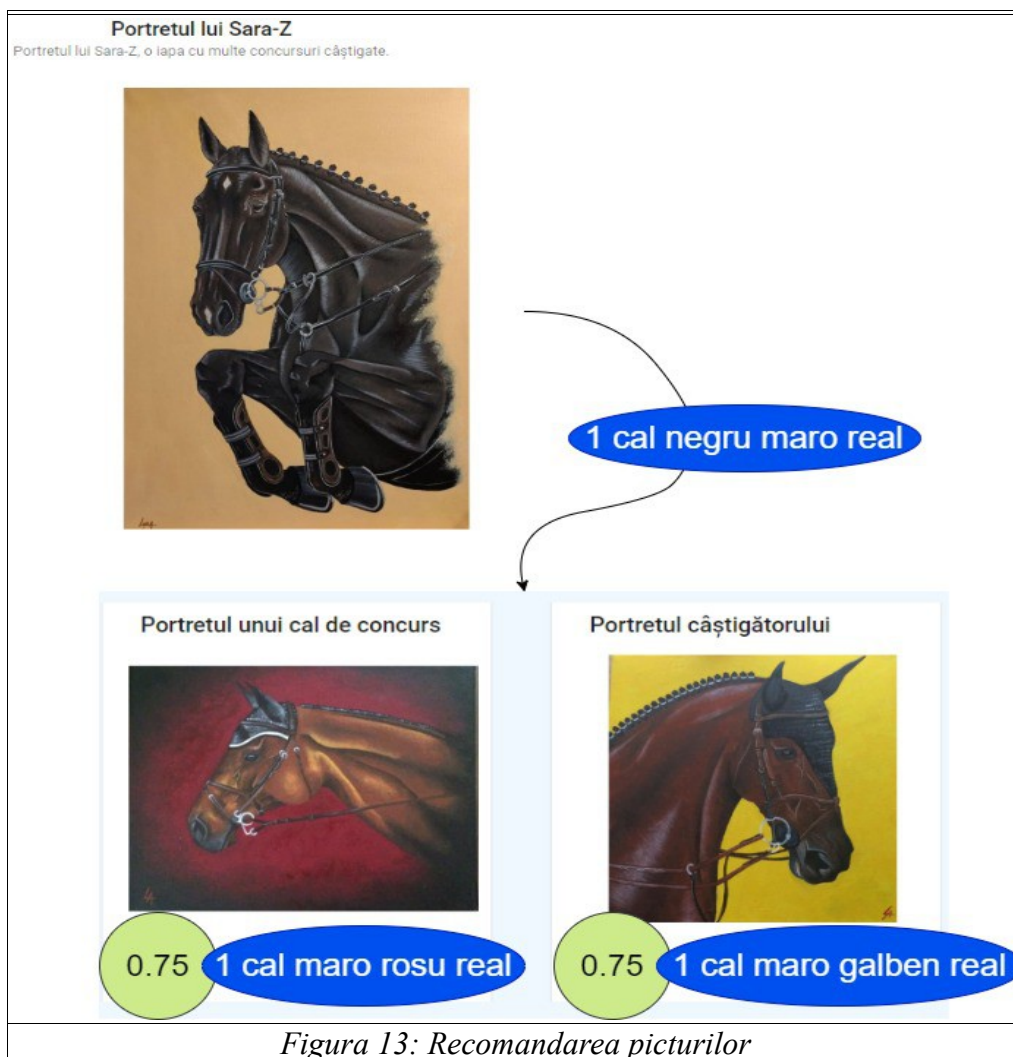 Portretul lui Sara-Z
Portretul lui Sara-Z, o iapa cu multe concursuri câștigate.
1 cal negru maro real
Portretul unui cal de concurs
Portretul câștigătorului
0.75
1 cal maro rosu real
0.75
1 cal maro galben real
Figura 13: Recomandarea picturilor